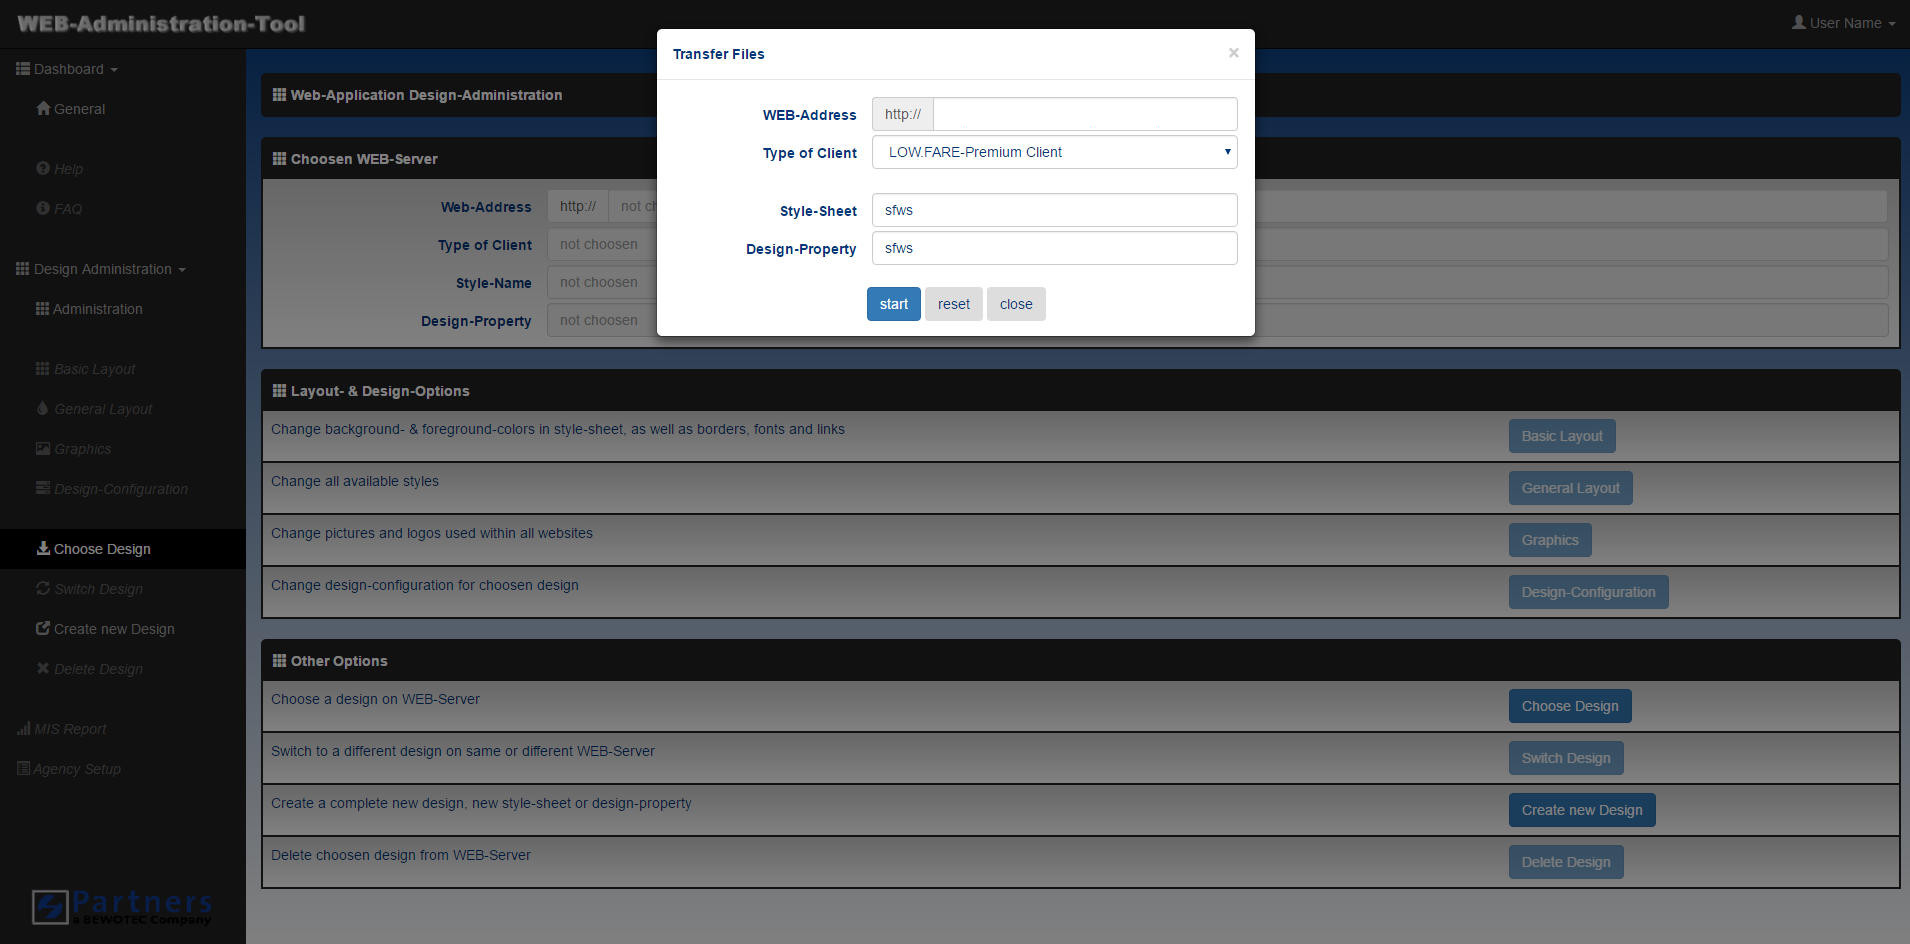 WEB-Administration-Tool
User Name
Dashboard
General
Help
FAQ
Design Administration
Administration
Basic Layout
General Layout
Graphics
Design-Configuration
Choose Design
Switch Design
Create new Design
Delete Design
MIS Report
Agency Setup
Partners
a BEWOTEC Company
Transfer Files
×
WEB-Address http://
Type of Client LOW.FARE-Premium Client
Style-Sheet sfws
Design-Property sfws
start reset close
Web-Application Design-Administration
Choosen WEB-Server
Web-Address http:// not ch
Type of Client not choosen
Style-Name not choosen
Design-Property not choosen
Layout- & Design-Options
Change background- & foreground-colors in style-sheet, as well as borders, fonts and links Basic Layout
Change all available styles General Layout
Change pictures and logos used within all websites Graphics
Change design-configuration for choosen design Design-Configuration
Other Options
Choose a design on WEB-Server Choose Design
Switch to a different design on same or different WEB-Server Switch Design
Create a complete new design, new style-sheet or design-property Create new Design
Delete choosen design from WEB-Server Delete Design